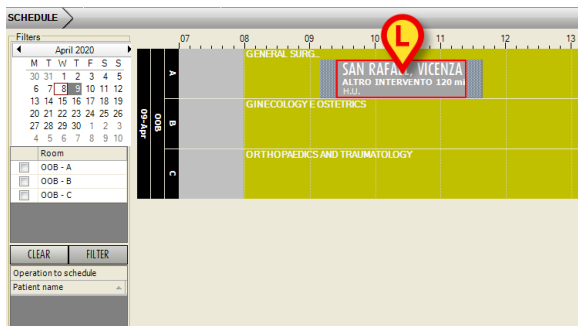 SCHEDULE
Filters
April 2020
M T W T F S S
30 31 1 2 3 4 5
6 7 8 9 10 11 12
13 14 15 16 17 18 19
20 21 22 23 24 25 26
27 28 29 30 1 2 3
4 5 6 7 8 9 10
Room
OOB - A
OOB - B
OOB - C
CLEAR FILTER
Operation to schedule
Patient name
07 08 09 10 12 13
L
09-Apr
OOB
A
GENERAL SURG...
SAN RAFAEL, VICENZA
ALTRO INTERVENTO 120 mi
H.U.
B
GINECOLOGY E OSTETRICS
C
ORTHOPAEDICS AND TRAUMATOLOGY